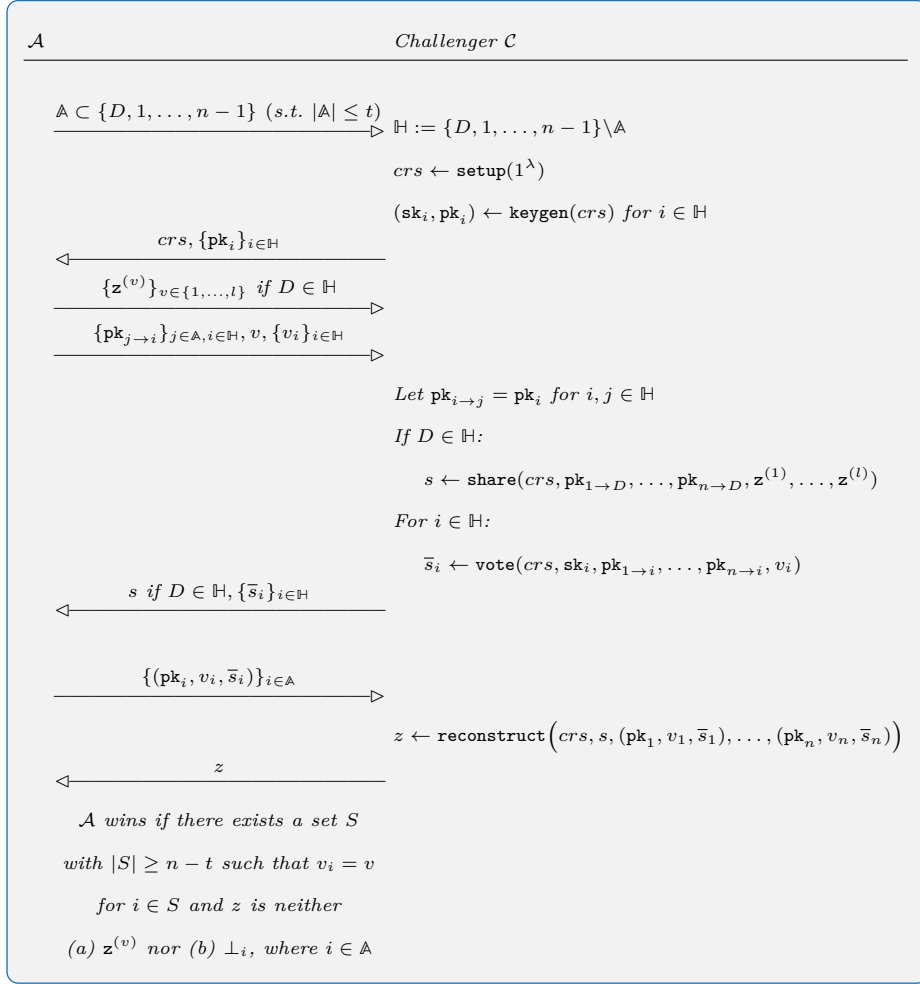 𝒜 Challenger 𝒞
𝔸 ⊂ {D, 1, . . . , n − 1} (s.t. |𝔸| ≤ t)
ℍ := {D, 1, . . . , n − 1}\𝔸
crs ← setup(1^λ)
(sk_i, pk_i) ← keygen(crs) for i ∈ ℍ
crs, {pk_i}_{i∈ℍ}
{z^{(v)}}_{v∈{1,...,l}} if D ∈ ℍ
{pk_{j→i}}_{j∈𝔸,i∈ℍ}, v, {v_i}_{i∈ℍ}
Let pk_{i→j} = pk_i for i, j ∈ ℍ
If D ∈ ℍ:
s ← share(crs, pk_{1→D}, . . . , pk_{n→D}, z^{(1)}, . . . , z^{(l)})
For i ∈ ℍ:
s̅_i ← vote(crs, sk_i, pk_{1→i}, . . . , pk_{n→i}, v_i)
s if D ∈ ℍ, {s̅_i}_{i∈ℍ}
{(pk_i, v_i, s̅_i)}_{i∈𝔸}
z ← reconstruct(crs, s, (pk_1, v_1, s̅_1), . . . , (pk_n, v_n, s̅_n))
z
𝒜 wins if there exists a set S
with |S| ≥ n − t such that v_i = v
for i ∈ S and z is neither
(a) z^{(v)} nor (b) ⊥_i, where i ∈ 𝔸